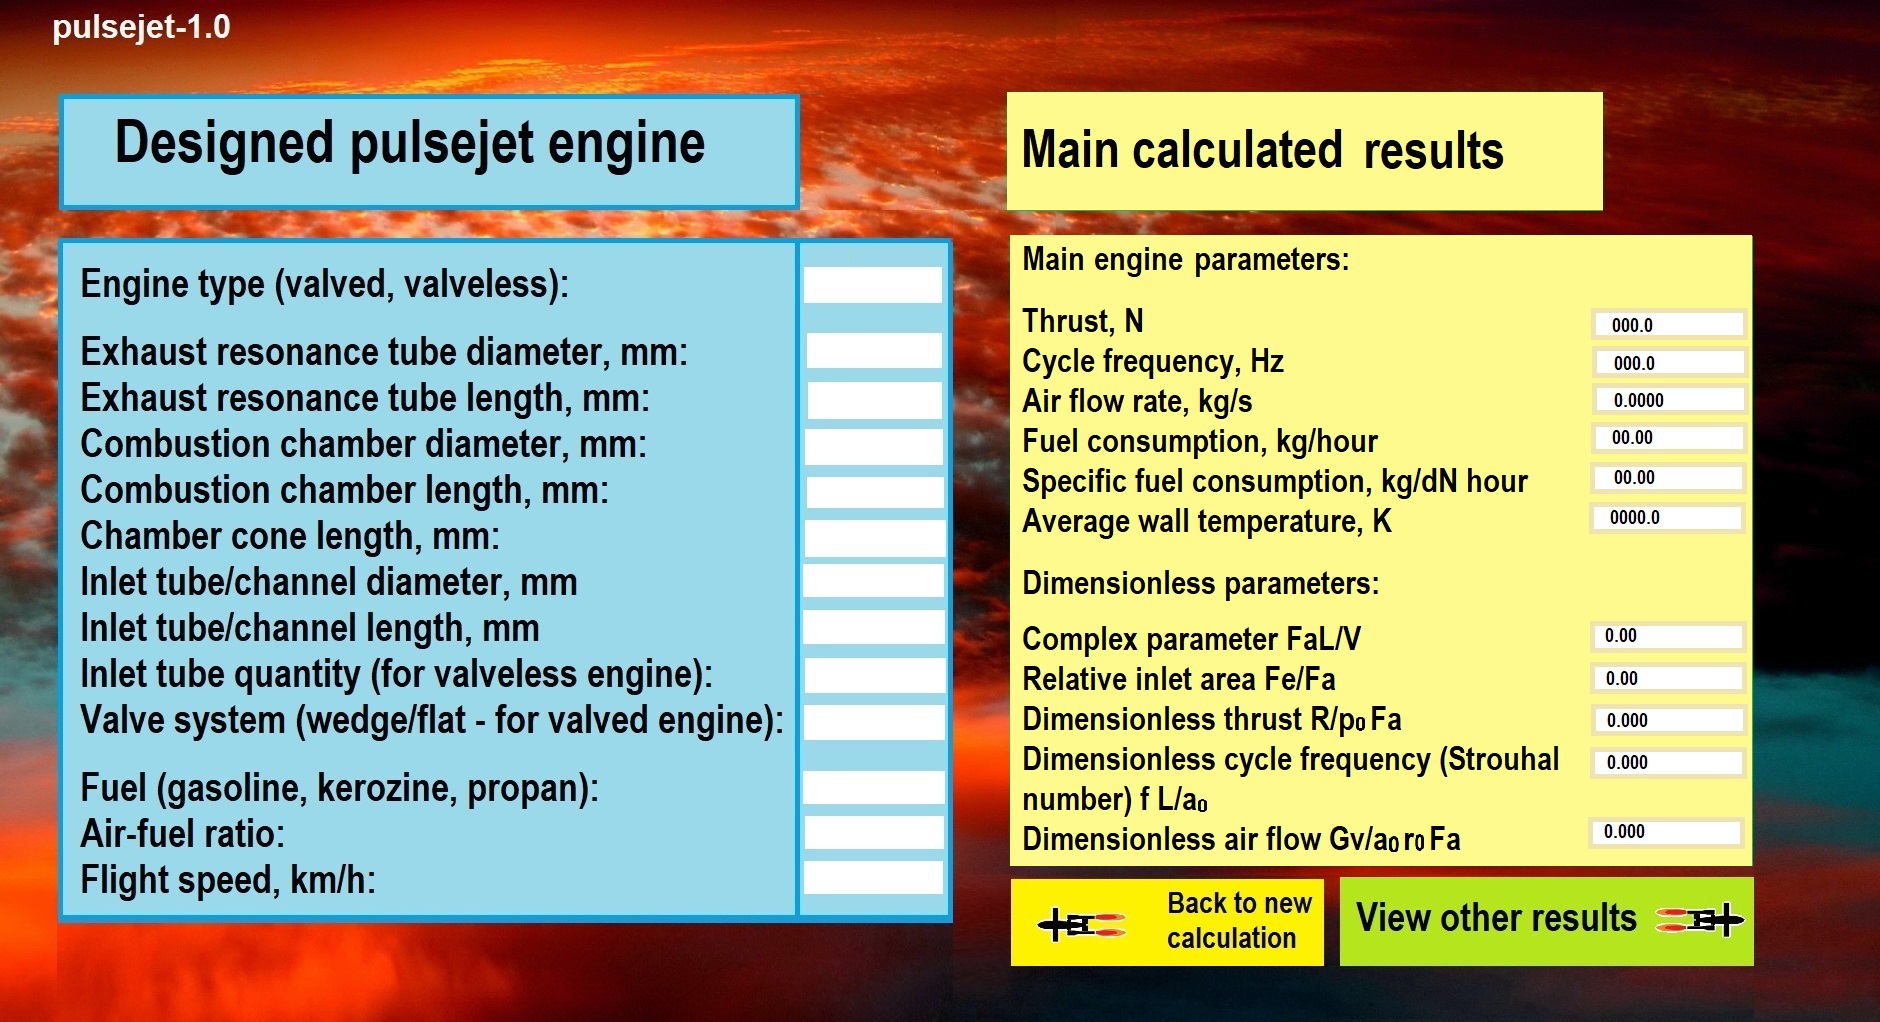 pulsejet-1.0
Designed pulsejet engine
Engine type (valved, valveless):
Exhaust resonance tube diameter, mm:
Exhaust resonance tube length, mm:
Combustion chamber diameter, mm:
Combustion chamber length, mm:
Chamber cone length, mm:
Inlet tube/channel diameter, mm
Inlet tube/channel length, mm
Inlet tube quantity (for valveless engine):
Valve system (wedge/flat - for valved engine):
Fuel (gasoline, kerozine, propan):
Air-fuel ratio:
Flight speed, km/h:
Main calculated results
Main engine parameters:
Thrust, N 000.0
Cycle frequency, Hz 000.0
Air flow rate, kg/s 0.0000
Fuel consumption, kg/hour 00.00
Specific fuel consumption, kg/dN hour 00.00
Average wall temperature, K 0000.0
Dimensionless parameters:
Complex parameter FaL/V 0.00
Relative inlet area Fe/Fa 0.00
Dimensionless thrust R/p₀ Fa 0.000
Dimensionless cycle frequency (Strouhal 0.000
number) f L/a₀
Dimensionless air flow Gv/a₀ r₀ Fa 0.000
Back to new
calculation
View other results